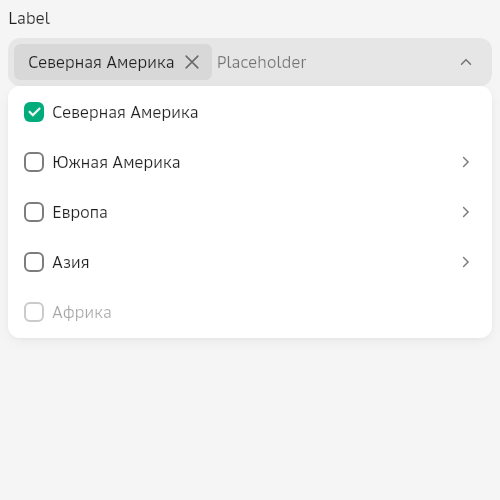 Label
Северная Америка Placeholder
Северная Америка
Южная Америка
Европа
Азия
Африка